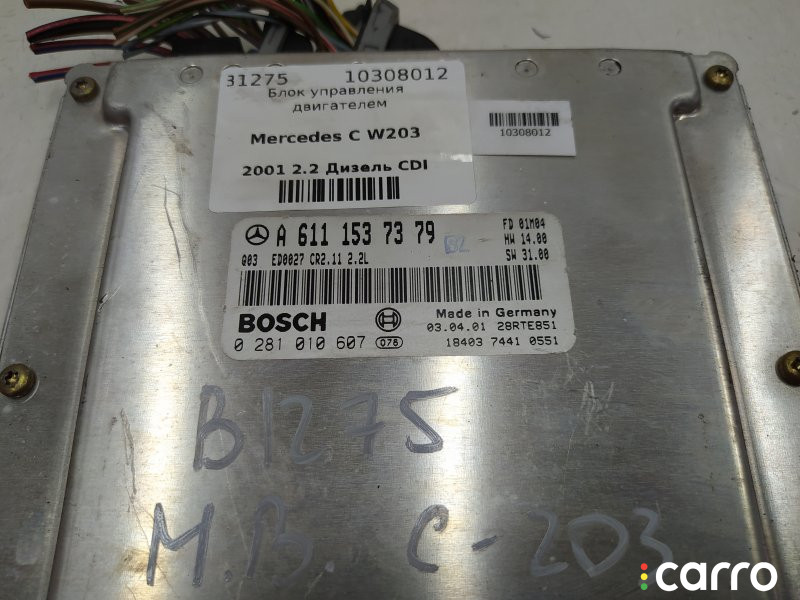 31275 10308012
Блок управления
двигателем
Mercedes C W203
2001 2.2 Дизель CDI
10308012
A 611 153 73 79
FD 01M04
HW 14.00
SW 31.00
Q03 ED0027 CR2.11 2.2L
BOSCH
Made in Germany
03.04.01 28RTE851
0 281 010 607 078
18403 7441 0551
B1275
M.B. C-203
carro